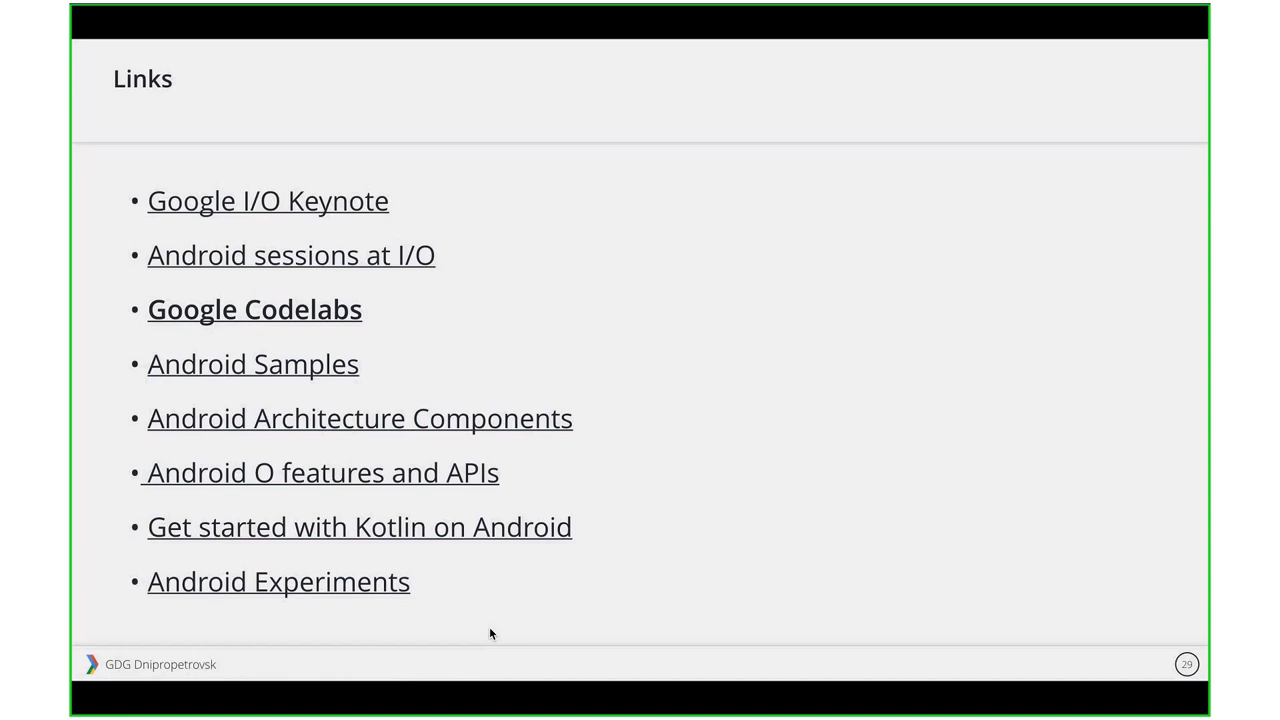 Links
• Google I/O Keynote
• Android sessions at I/O
• Google Codelabs
• Android Samples
• Android Architecture Components
• Android O features and APIs
• Get started with Kotlin on Android
• Android Experiments
GDG Dnipropetrovsk
29